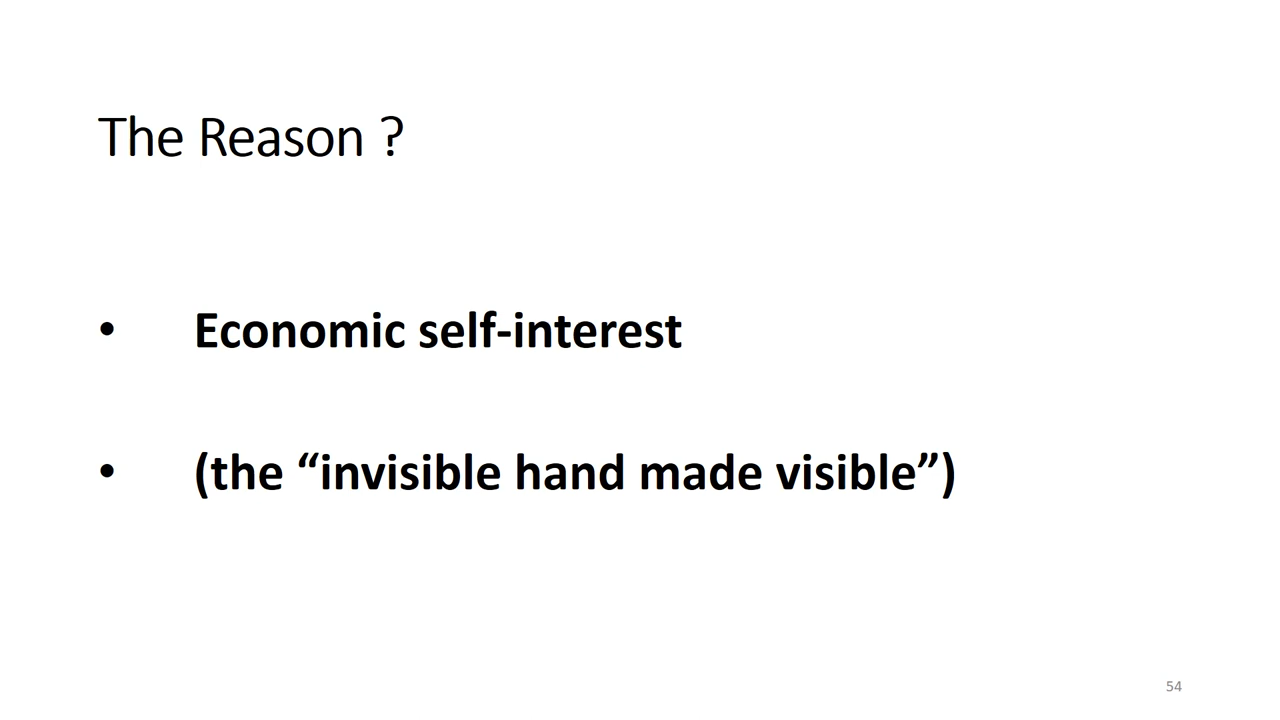 The Reason ?
• Economic self-interest
• (the “invisible hand made visible”)
54